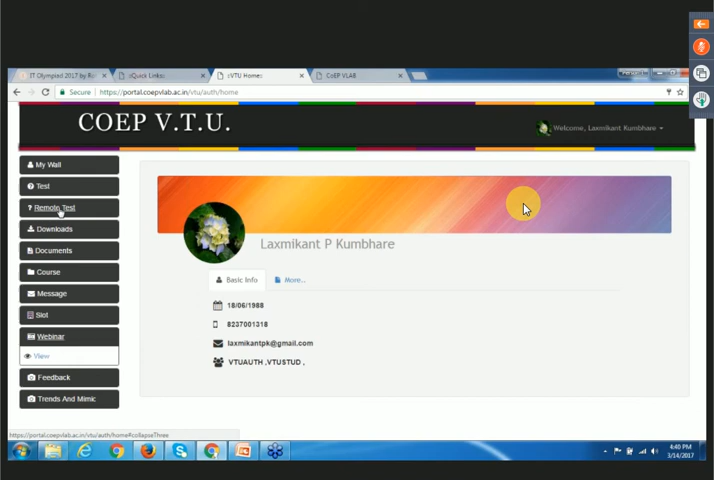 IT Olympiad 2017 by R
Quick Links:
:VTU Home:
CoEP VLAB
Secure
https://portal.coepvlab.ac.in/vtu/auth/home
COEP V.T.U.
Welcome, Laxmikant Kumbhare
My Wall
Test
Remote Test
Downloads
Documents
Course
Message
Slot
Webinar
View
Feedback
Trends And Mimic
Laxmikant P Kumbhare
Basic Info
More..
18/06/1988
8237001318
laxmikantpk@gmail.com
VTUAUTH ,VTUSTUD ,
https://portal.coepvlab.ac.in/vtu/auth/home#collapseThree
4:40 PM
3/14/2017